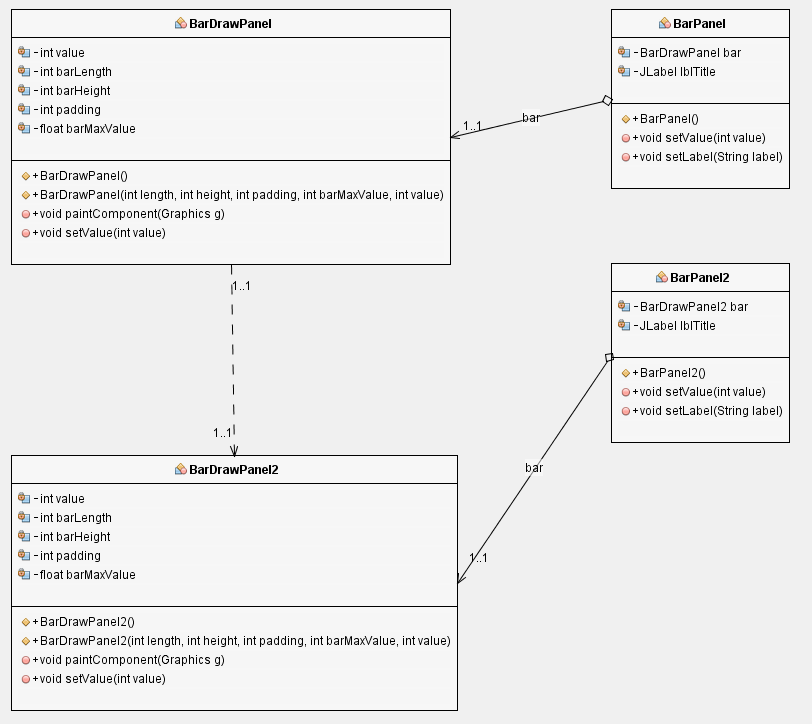 BarDrawPanel
-int value
-int barLength
-int barHeight
-int padding
-float barMaxValue
+BarDrawPanel()
+BarDrawPanel(int length, int height, int padding, int barMaxValue, int value)
+void paintComponent(Graphics g)
+void setValue(int value)
BarPanel
-BarDrawPanel bar
-JLabel lblTitle
+BarPanel()
+void setValue(int value)
+void setLabel(String label)
bar
1..1
1..1
1..1
BarPanel2
-BarDrawPanel2 bar
-JLabel lblTitle
+BarPanel2()
+void setValue(int value)
+void setLabel(String label)
bar
1..1
BarDrawPanel2
-int value
-int barLength
-int barHeight
-int padding
-float barMaxValue
+BarDrawPanel2()
+BarDrawPanel2(int length, int height, int padding, int barMaxValue, int value)
+void paintComponent(Graphics g)
+void setValue(int value)